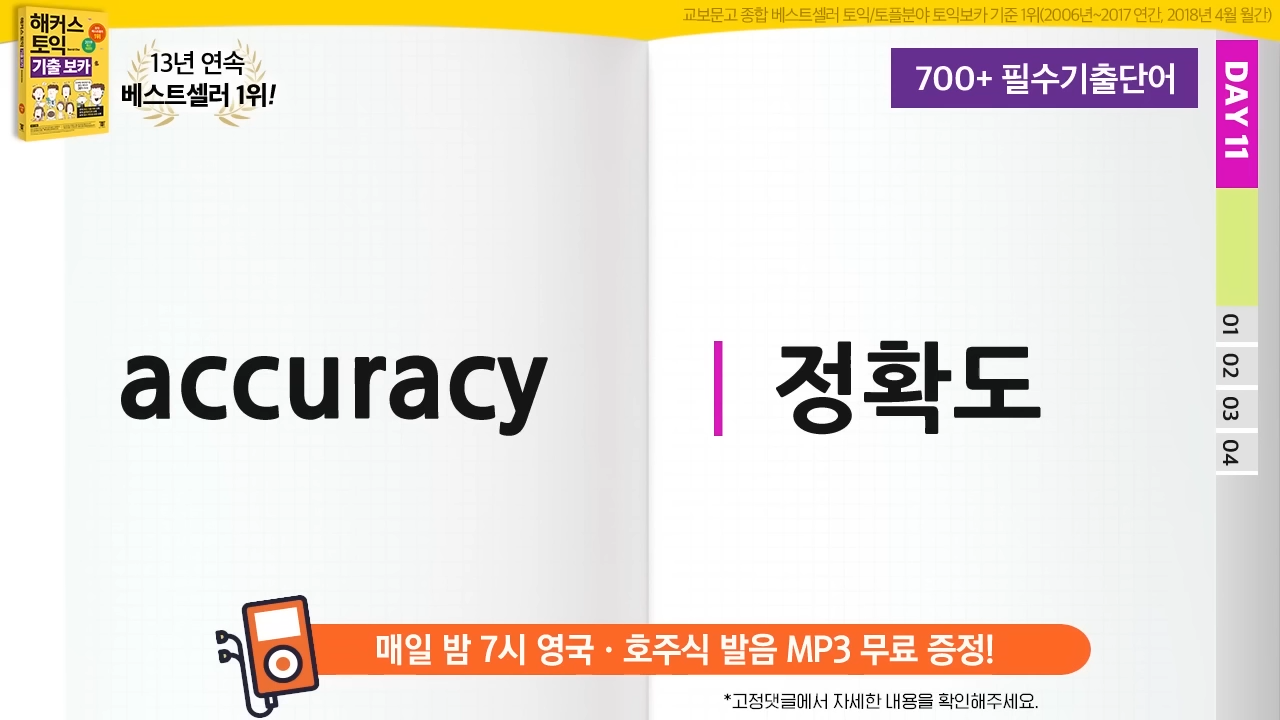 교보문고 종합 베스트셀러 토익/토플분야 토익보카 기준 1위(2006년~2017 연간, 2018년 4월 월간)
해커스
토익
기출 보카
13년 연속
베스트셀러 1위!
700+ 필수기출단어
DAY 11
01
02
03
04
accuracy
정확도
매일 밤 7시 영국·호주식 발음 MP3 무료 증정!
*고정댓글에서 자세한 내용을 확인해주세요.